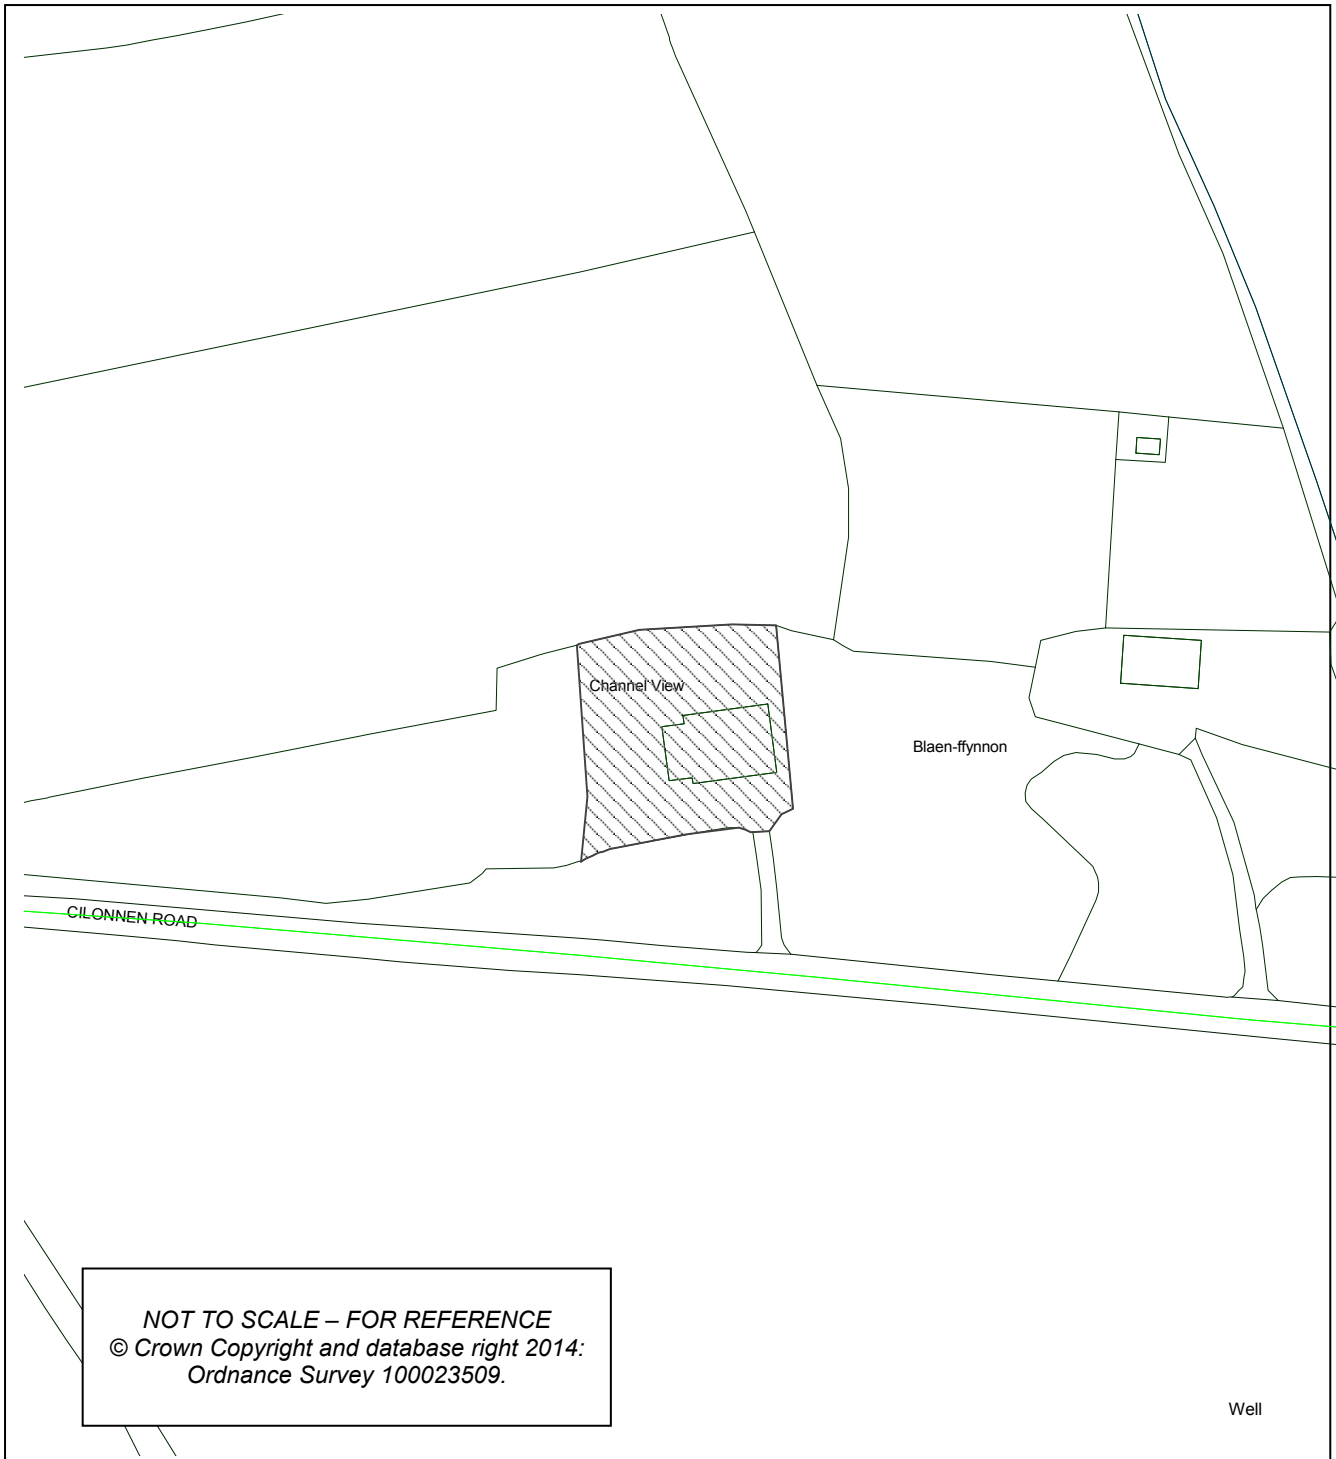 Channel View
Blaen-ffynnon
CILONNEN ROAD
NOT TO SCALE – FOR REFERENCE
© Crown Copyright and database right 2014:
Ordnance Survey 100023509.
Well